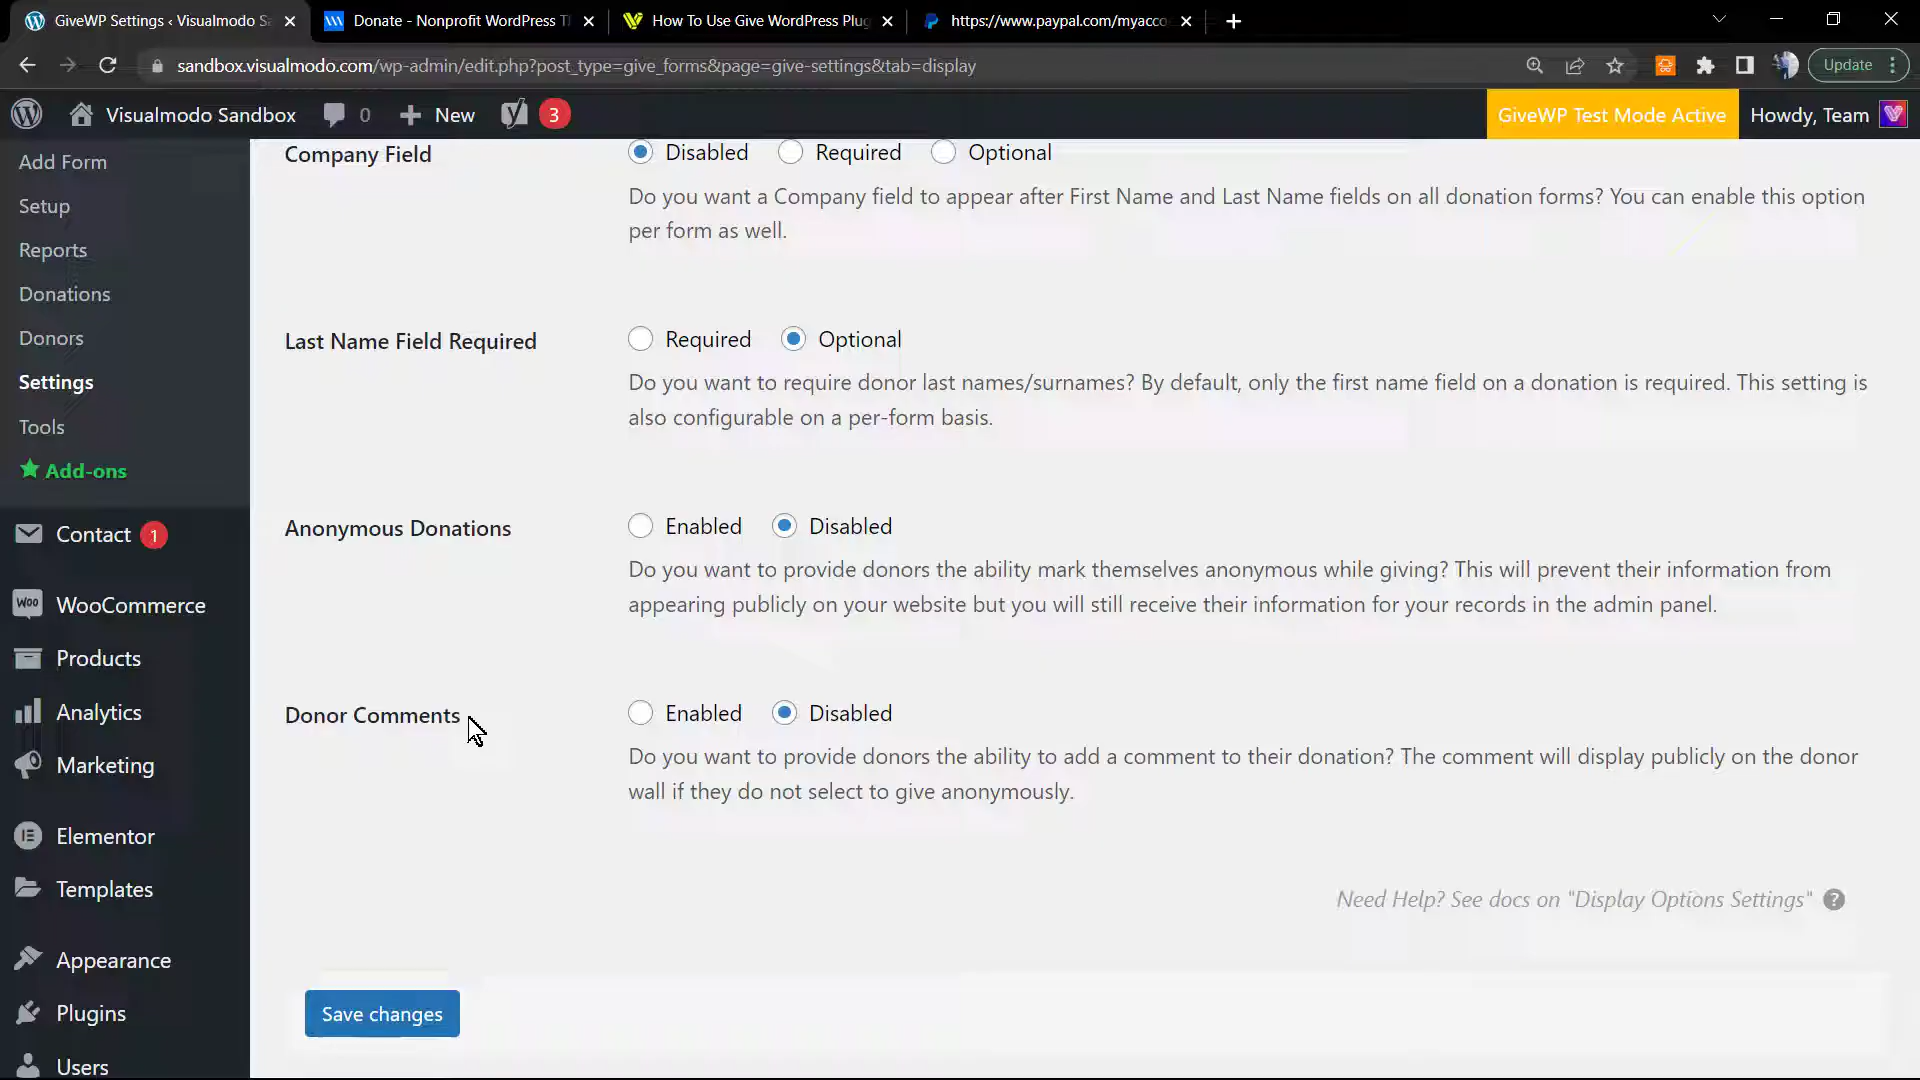 GiveWP Settings ‹ Visualmodo S
Donate - Nonprofit WordPress T
How To Use Give WordPress Plug
https://www.paypal.com/myacco
sandbox.visualmodo.com/wp-admin/edit.php?post_type=give_forms&page=give-settings&tab=display
Update
Visualmodo Sandbox
0
New
3
GiveWP Test Mode Active
Howdy, Team
Add Form
Setup
Reports
Donations
Donors
Settings
Tools
Add-ons
Contact 1
WooCommerce
Products
Analytics
Marketing
Elementor
Templates
Appearance
Plugins
Users
Company Field
Disabled Required Optional
Do you want a Company field to appear after First Name and Last Name fields on all donation forms? You can enable this option
per form as well.
Last Name Field Required
Required Optional
Do you want to require donor last names/surnames? By default, only the first name field on a donation is required. This setting is
also configurable on a per-form basis.
Anonymous Donations
Enabled Disabled
Do you want to provide donors the ability mark themselves anonymous while giving? This will prevent their information from
appearing publicly on your website but you will still receive their information for your records in the admin panel.
Donor Comments
Enabled Disabled
Do you want to provide donors the ability to add a comment to their donation? The comment will display publicly on the donor
wall if they do not select to give anonymously.
Need Help? See docs on "Display Options Settings" ?
Save changes